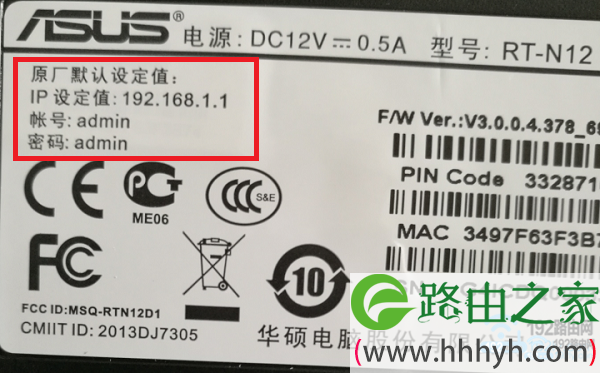 ASUS® 电源: DC12V ⎓ 0.5A 型号: RT-N12
原厂默认设定值:
IP 设定值: 192.168.1.1
帐号: admin
密码: admin
F/W Ver.:V3.0.0.4.378_69
PIN Code 332871
MAC 3497F63F3B7
CE
ME06
CCC S&E
FC
10
FCC ID: MSQ-RTN12D1
CMIIT ID: 2013DJ7305
华硕电脑股份有限公司
路由之家
(www.hhhyh.com)